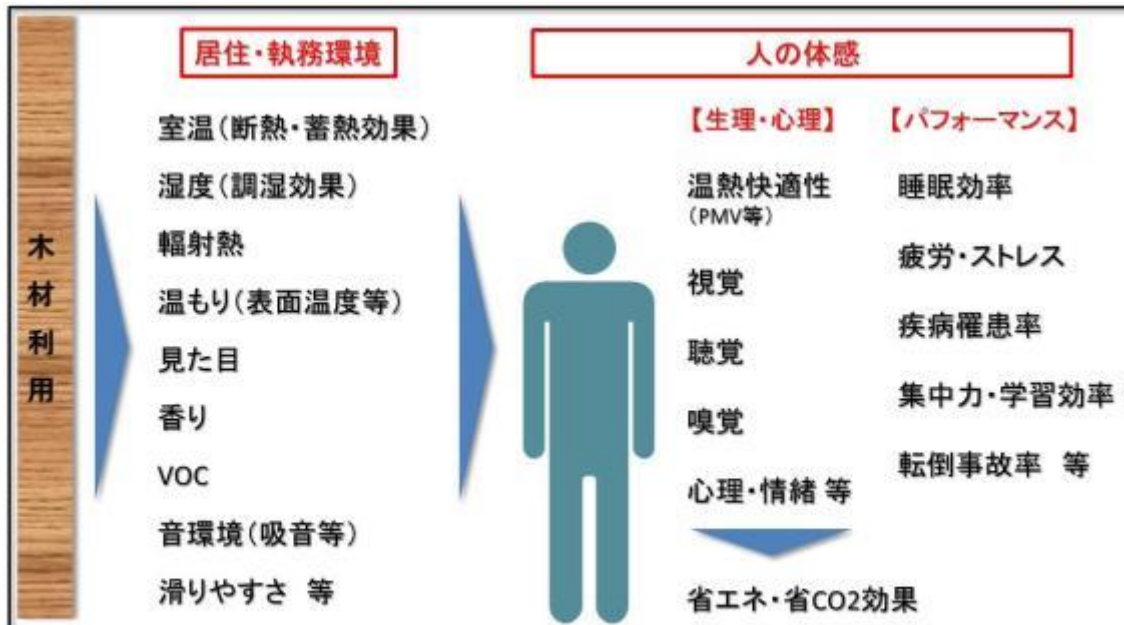 木材利用
居住・執務環境
室温（断熱・蓄熱効果）
湿度（調湿効果）
輻射熱
温もり（表面温度等）
見た目
香り
VOC
音環境（吸音等）
滑りやすさ 等
人の体感
【生理・心理】
温熱快適性
（PMV等）
視覚
聴覚
嗅覚
心理・情緒 等
省エネ・省CO2効果
【パフォーマンス】
睡眠効率
疲労・ストレス
疾病罹患率
集中力・学習効率
転倒事故率 等